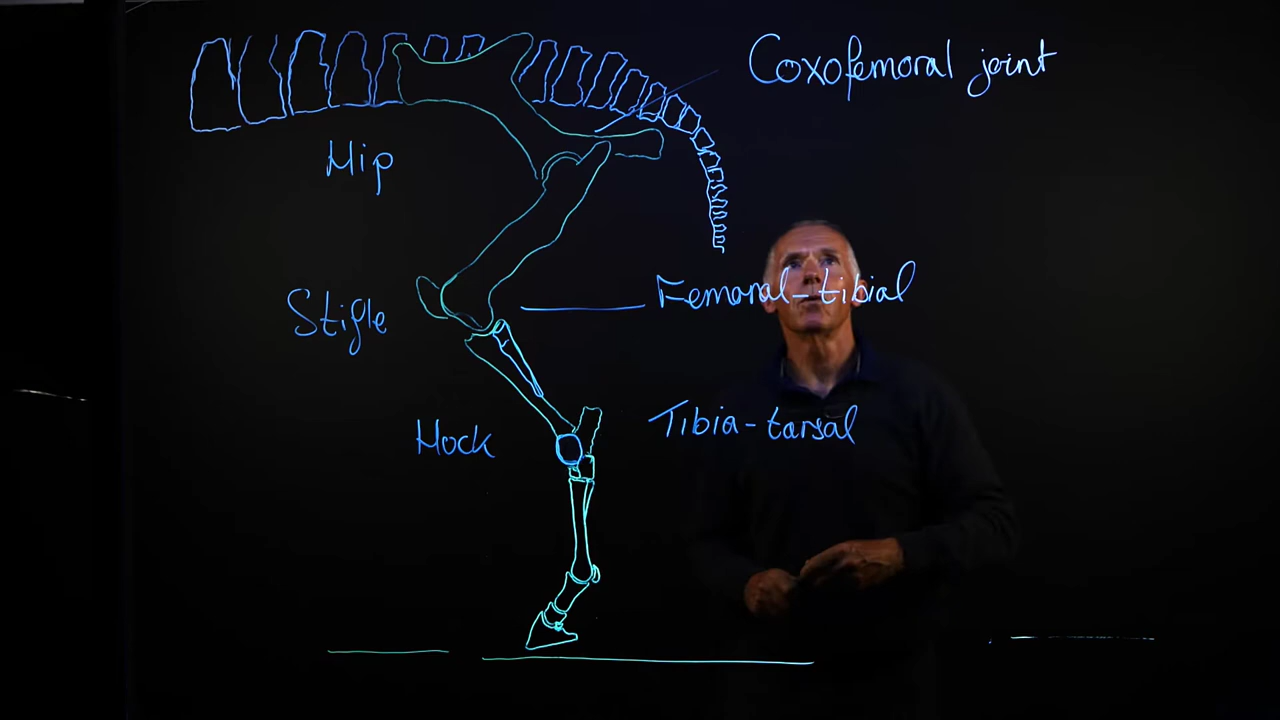 Coxofemoral joint
Hip
Femoral-tibial
Stifle
Tibia-tarsal
Hock